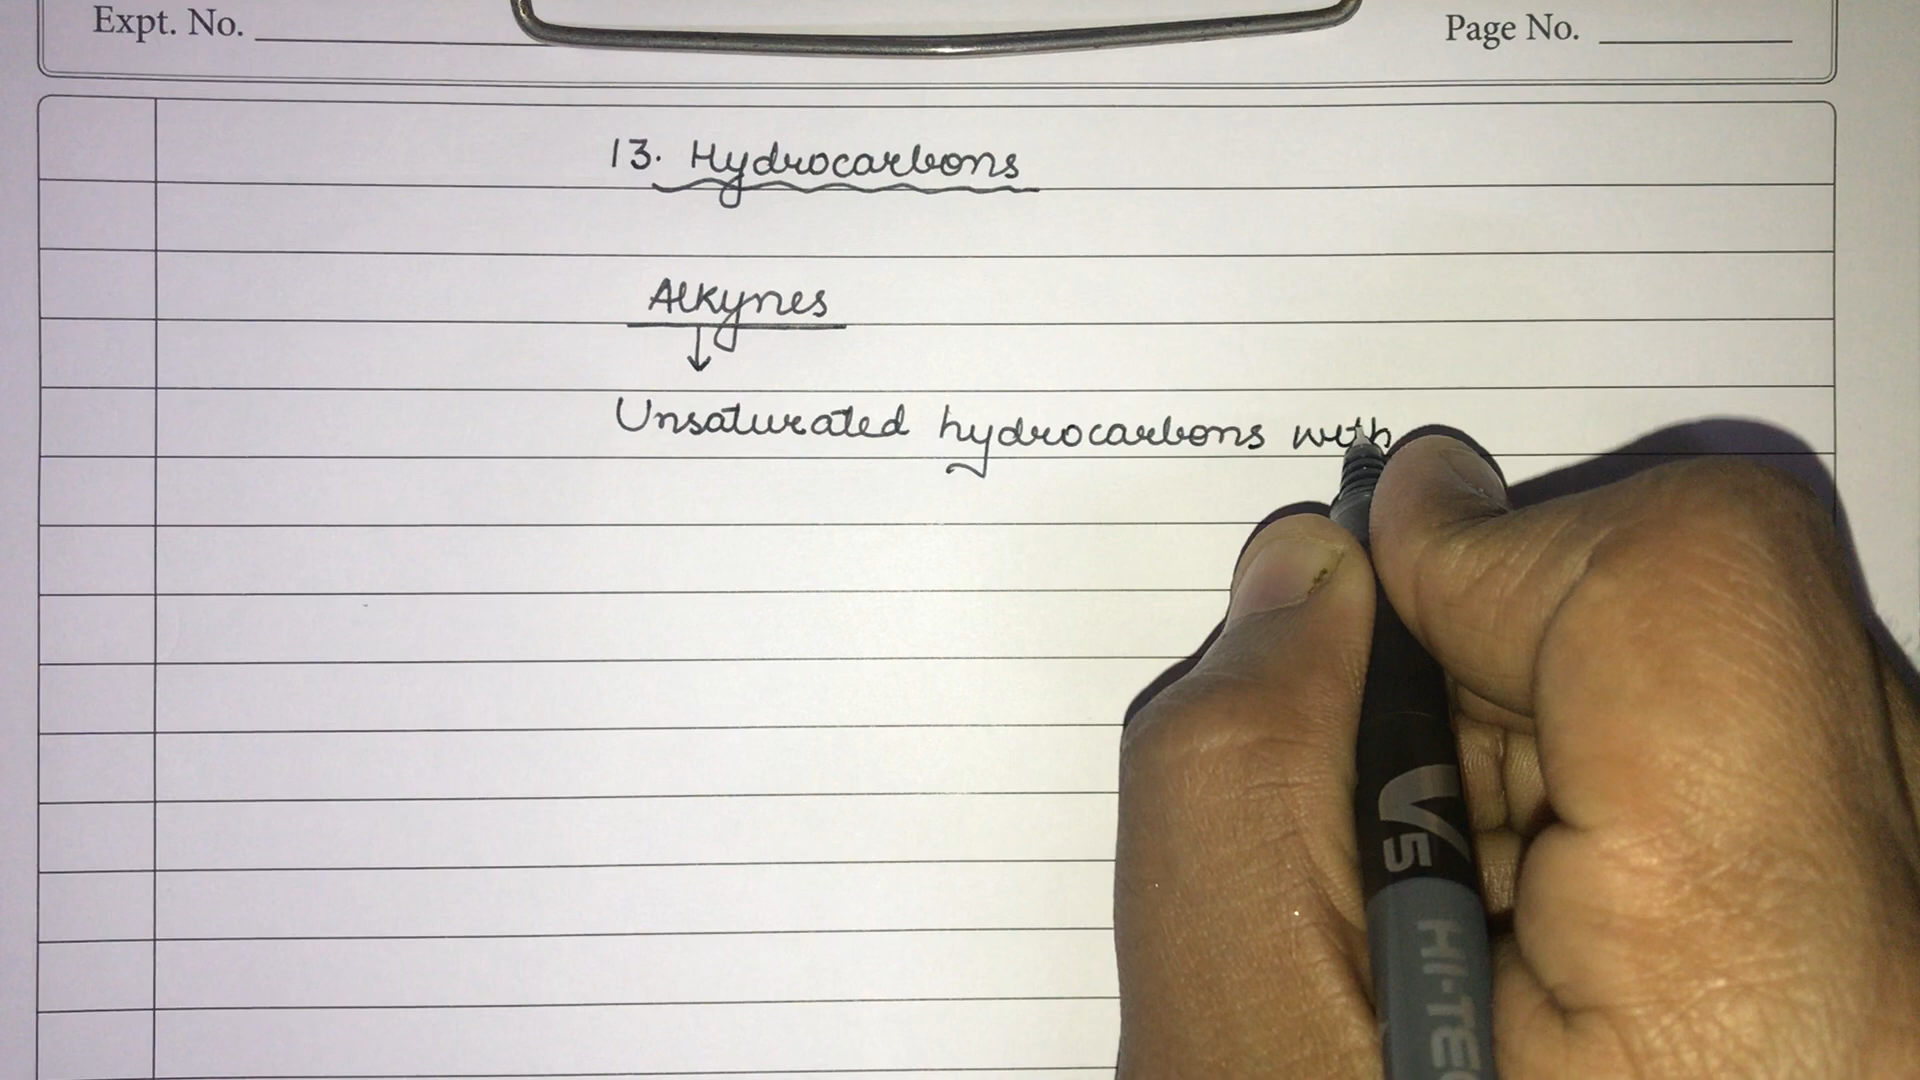 Expt. No.
Page No.
13. Hydrocarbons
Alkynes
Unsaturated hydrocarbons with
V5
HI-TEC